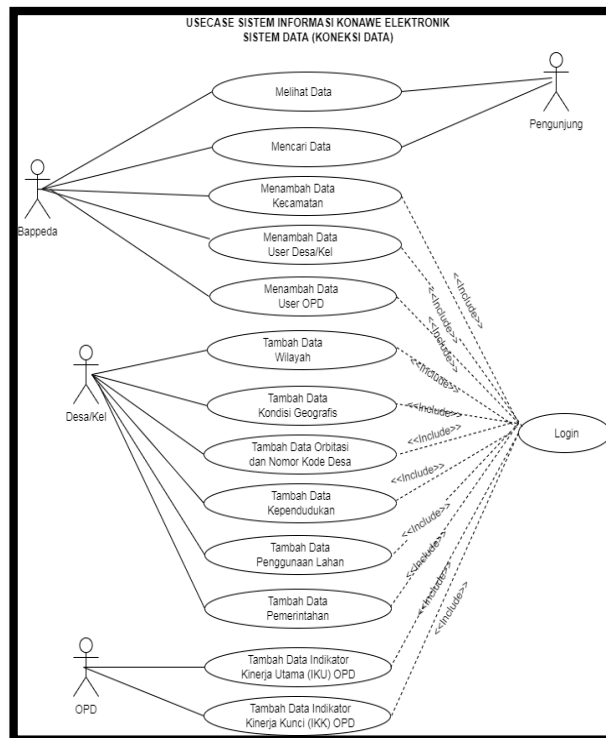 USECASE SISTEM INFORMASI KONAWE ELEKTRONIK
SISTEM DATA (KONEKSI DATA)
Melihat Data
Pengunjung
Mencari Data
Bappeda
Menambah Data
Kecamatan
Menambah Data
User Desa/Kel
Menambah Data
User OPD
<<Include>>
<<Include>>
<<Include>>
Tambah Data
Wilayah
<<Include>>
Desa/Kel
Tambah Data
Kondisi Geografis
<<Include>>
Tambah Data Orbitasi
dan Nomor Kode Desa
<<Include>>
Login
Tambah Data
Kependudukan
<<Include>>
Tambah Data
Penggunaan Lahan
<<Include>>
Tambah Data
Pemerintahan
<<Include>>
<<Include>>
<<Include>>
OPD
Tambah Data Indikator
Kinerja Utama (IKU) OPD
Tambah Data Indikator
Kinerja Kunci (IKK) OPD